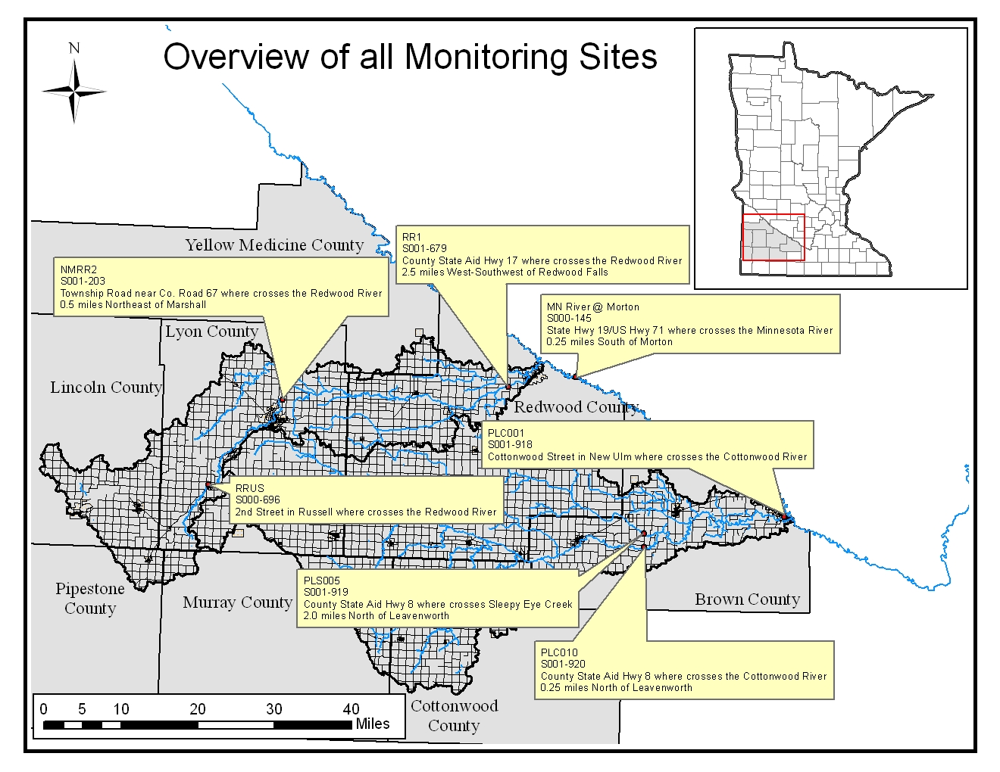 Overview of all Monitoring Sites
N
Yellow Medicine County
RR1
S001-679
County State Aid Hwy 17 where crosses the Redwood River
2.5 miles West-Southwest of Redwood Falls
NMRR2
S001-203
Township Road near Co. Road 67 where crosses the Redwood River
0.5 miles Northeast of Marshall
MN River @ Morton
S000-145
State Hwy 19/US Hwy 71 where crosses the Minnesota River
0.25 miles South of Morton
Lyon County
Lincoln County
Redwood County
PLC001
S001-918
Cottonwood Street in New Ulm where crosses the Cottonwood River
RRUS
S000-696
2nd Street in Russell where crosses the Redwood River
PLS005
S001-919
County State Aid Hwy 8 where crosses Sleepy Eye Creek
2.0 miles North of Leavenworth
Pipestone
County
Murray County
Brown County
PLC010
S001-920
County State Aid Hwy 8 where crosses the Cottonwood River
0.25 miles North of Leavenworth
Cottonwood
County
0 5 10 20 30 40
Miles